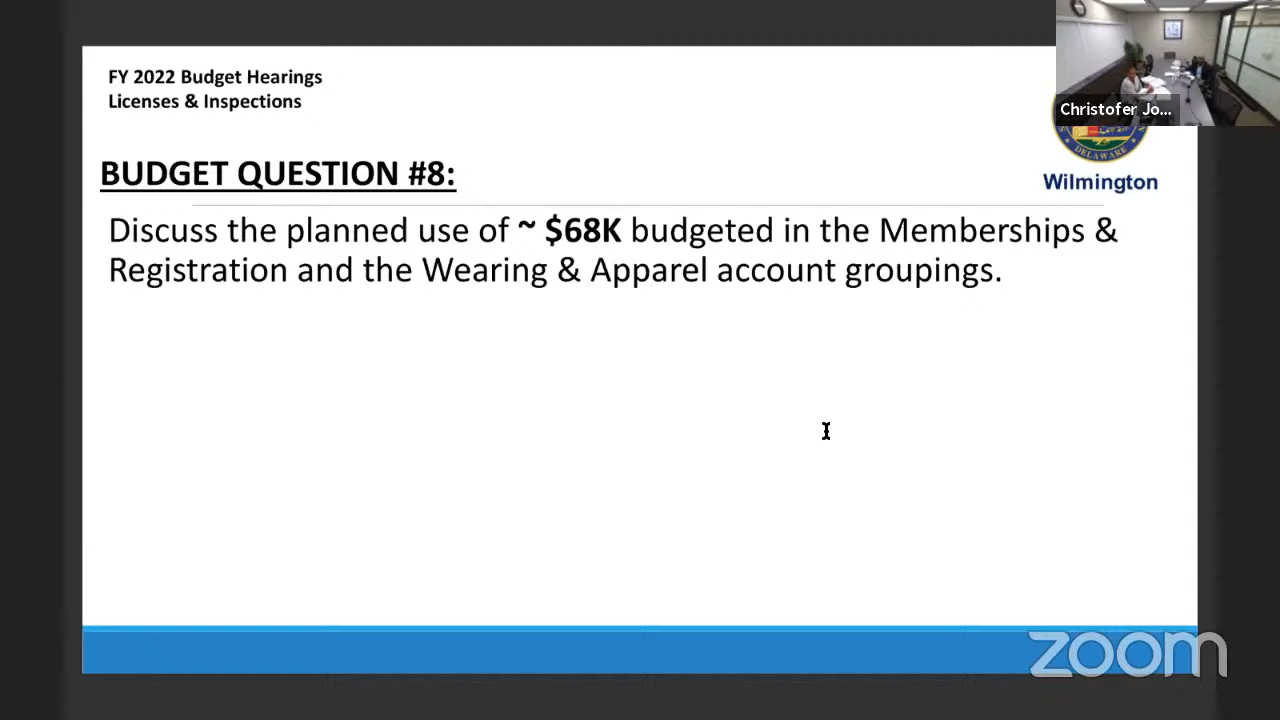 FY 2022 Budget Hearings
Licenses & Inspections
Christofer Jo...
DELAWARE
Wilmington
BUDGET QUESTION #8:
Discuss the planned use of ~ $68K budgeted in the Memberships &
Registration and the Wearing & Apparel account groupings.
zoom